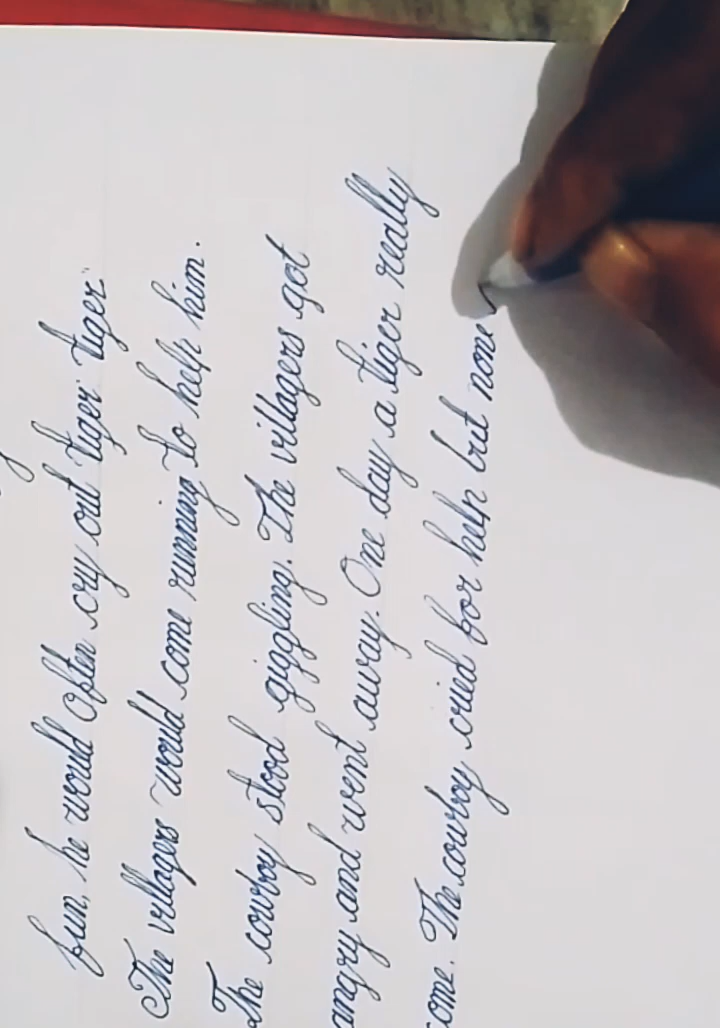 fun, he would often cry out "tiger" tiger"
The villagers would come running to help him.
The cowboy stood giggling. The villagers got
angry and went away. One day a tiger really
come. The cowboy cried for help but none